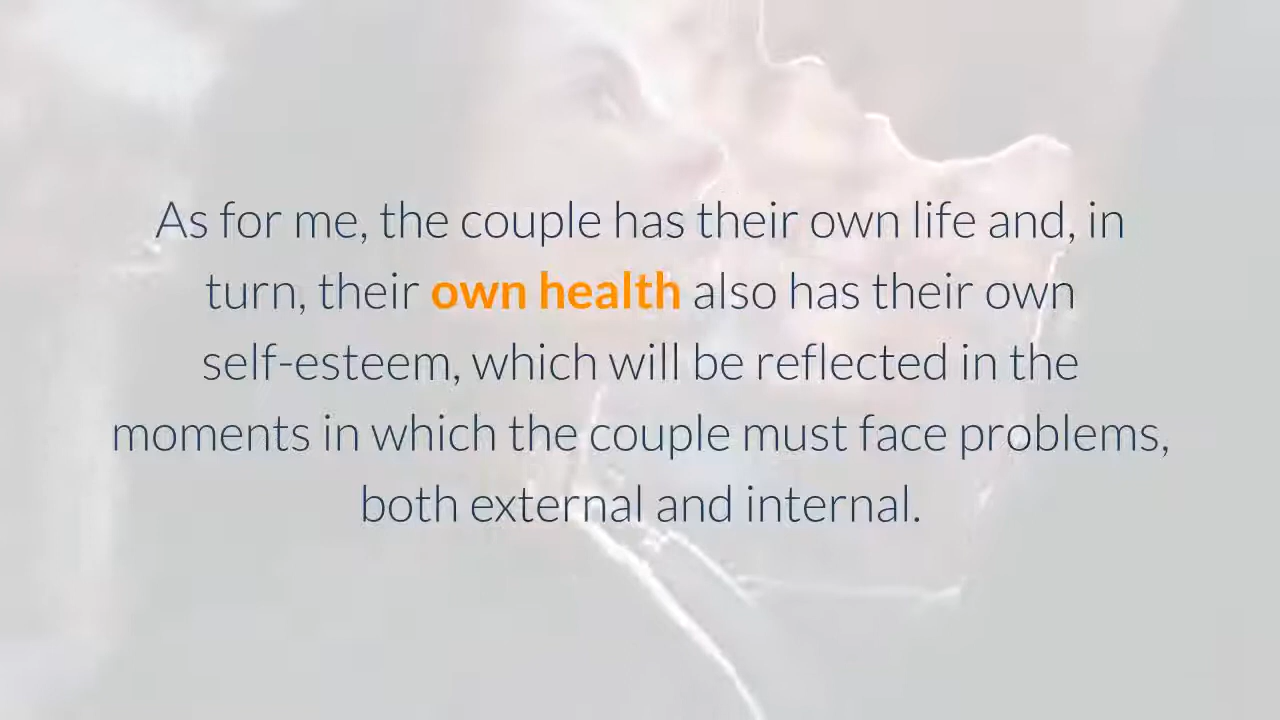 As for me, the couple has their own life and, in
turn, their own health also has their own
self-esteem, which will be reflected in the
moments in which the couple must face problems,
both external and internal.